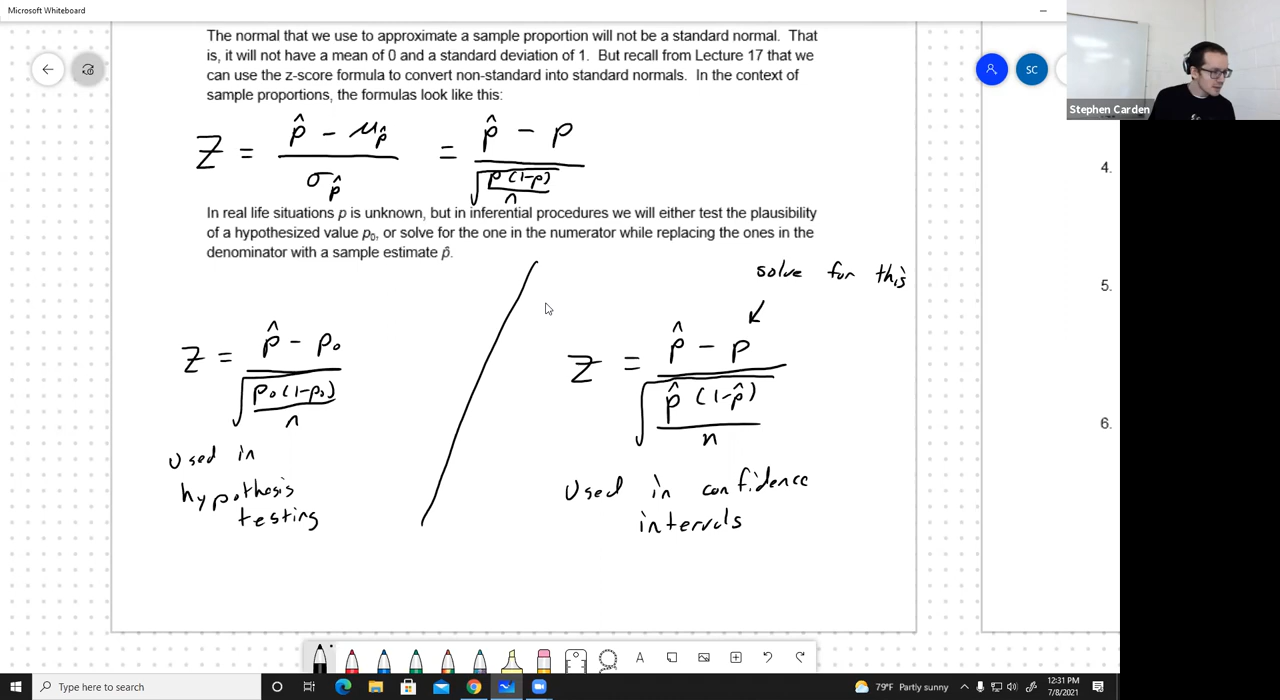 Microsoft Whiteboard
The normal that we use to approximate a sample proportion will not be a standard normal. That
is, it will not have a mean of 0 and a standard deviation of 1. But recall from Lecture 17 that we
can use the z-score formula to convert non-standard into standard normals. In the context of
sample proportions, the formulas look like this:
Z = (p̂ − μ_p̂) / σ_p̂ = (p̂ − p) / √(p(1-p)/n)
In real life situations p is unknown, but in inferential procedures we will either test the plausibility
of a hypothesized value p₀, or solve for the one in the numerator while replacing the ones in the
denominator with a sample estimate p̂.
solve for this
Z = (p̂ − p₀) / √(p₀(1-p₀)/n)
Used in
hypothesis
testing
Z = (p̂ − p) / √(p̂(1-p̂)/n)
Used in confidence
intervals
SC
Stephen Carden
4.
5.
6.
A
Type here to search
79°F Partly sunny
12:31 PM
7/8/2021